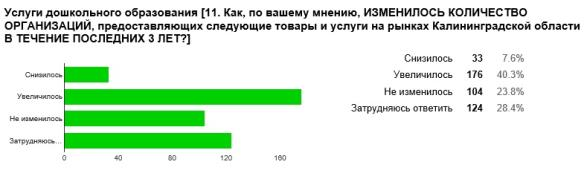 Услуги дошкольного образования [11. Как, по вашему мнению, ИЗМЕНИЛОСЬ КОЛИЧЕСТВО
ОРГАНИЗАЦИЙ, предоставляющих следующие товары и услуги на рынках Калининградской области
В ТЕЧЕНИЕ ПОСЛЕДНИХ 3 ЛЕТ?]
Снизилось
Увеличилось
Не изменилось
Затрудняюсь…
0 40 80 120 160
Снизилось 33 7.6%
Увеличилось 176 40.3%
Не изменилось 104 23.8%
Затрудняюсь ответить 124 28.4%